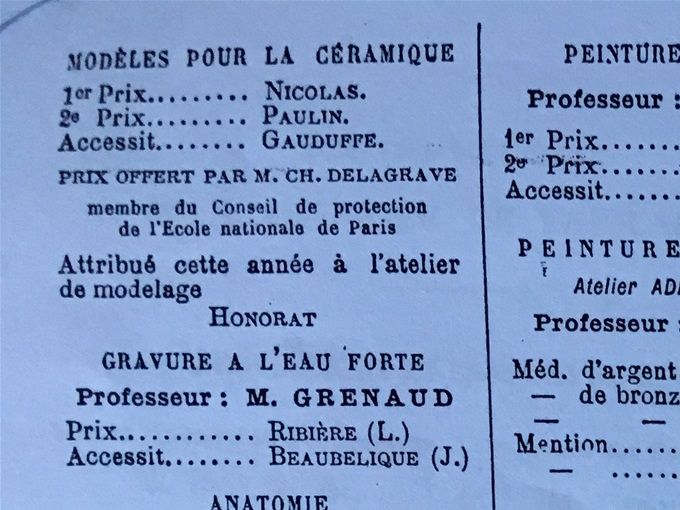 MODÈLES POUR LA CÉRAMIQUE
1er Prix......... NICOLAS.
2e Prix.......... PAULIN.
Accessit........ GAUDUFFE.
PRIX OFFERT PAR M. CH. DELAGRAVE
membre du Conseil de protection
de l'Ecole nationale de Paris
Attribué cette année à l'atelier
de modelage
HONORAT
GRAVURE A L'EAU FORTE
Professeur : M. GRENAUD
Prix............ RIBIÈRE (L.)
Accessit........ BEAUBELIQUE (J.)
ANATOMIE
PEINTURE
Professeur :
1er Prix.......
2e Prix.......
Accessit.......
PEINTURE
Atelier AD
Professeur :
Méd. d'argent
— de bronz
— —
Mention.......
— .......